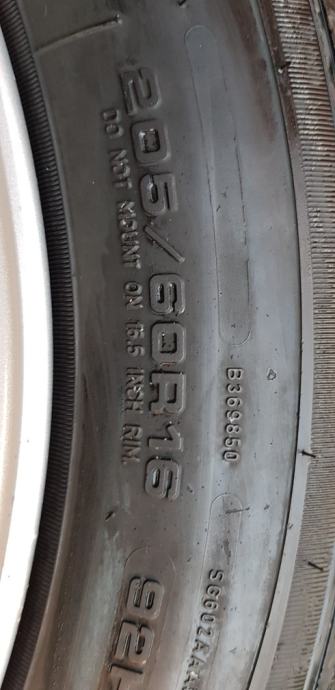 205/60R16
DO NOT MOUNT ON 16.5 INCH RIM.
B369850